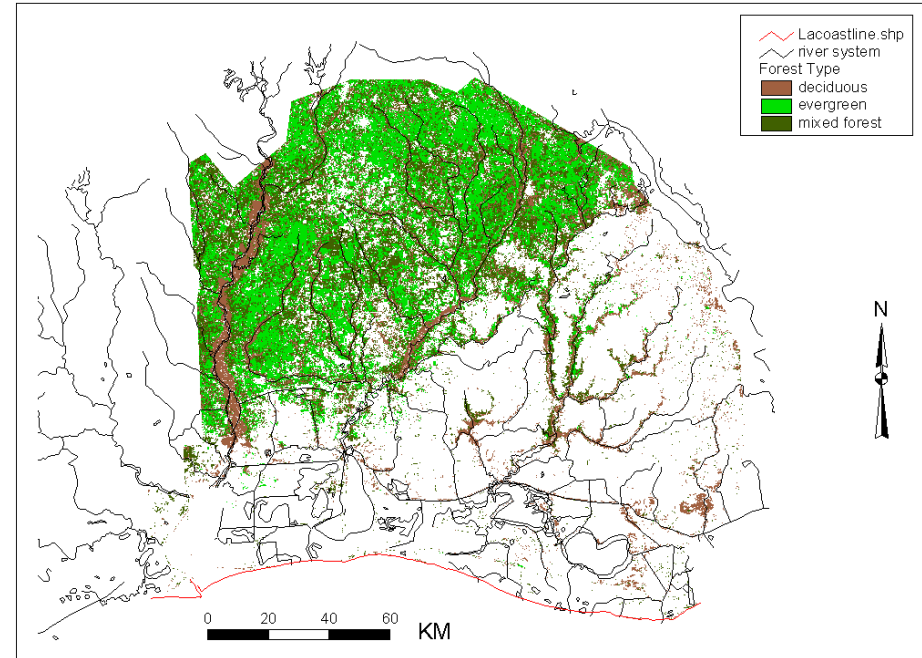 Lacoastline.shp
river system
Forest Type
deciduous
evergreen
mixed forest
N
0 20 40 60
KM